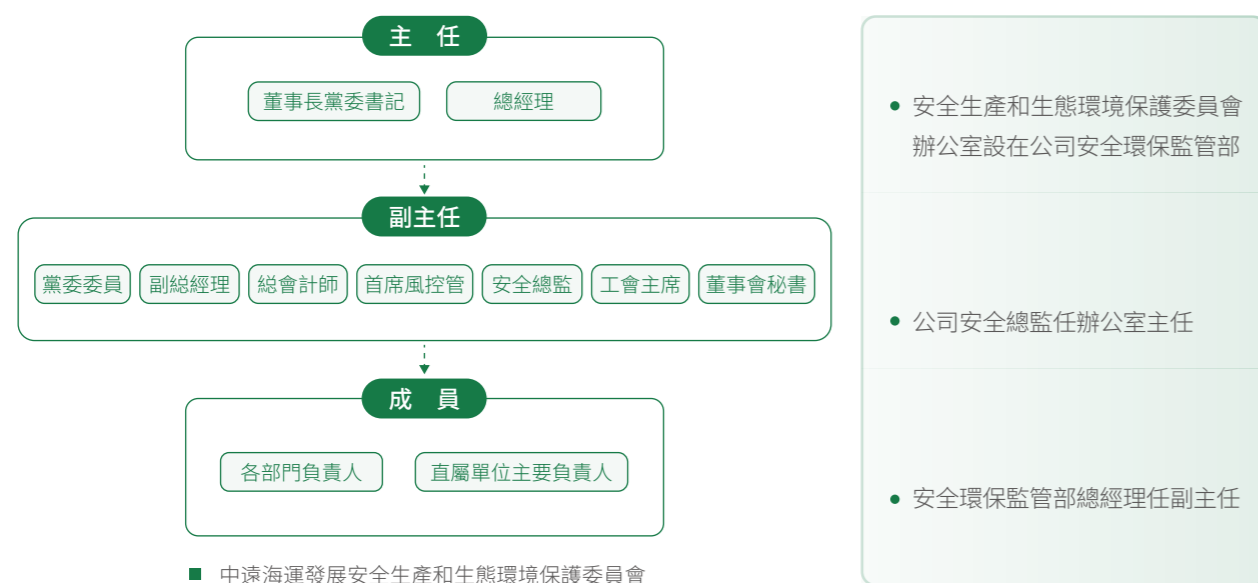 主 任
董事長黨委書記
總經理
副主任
黨委委員
副総經理
総會計師
首席風控管
安全總監
工會主席
董事會秘書
成 員
各部門負責人
直屬單位主要負責人
中遠海運發展安全生產和生態環境保護委員會
安全生產和生態環境保護委員會
辦公室設在公司安全環保監管部
公司安全總監任辦公室主任
安全環保監管部總經理任副主任